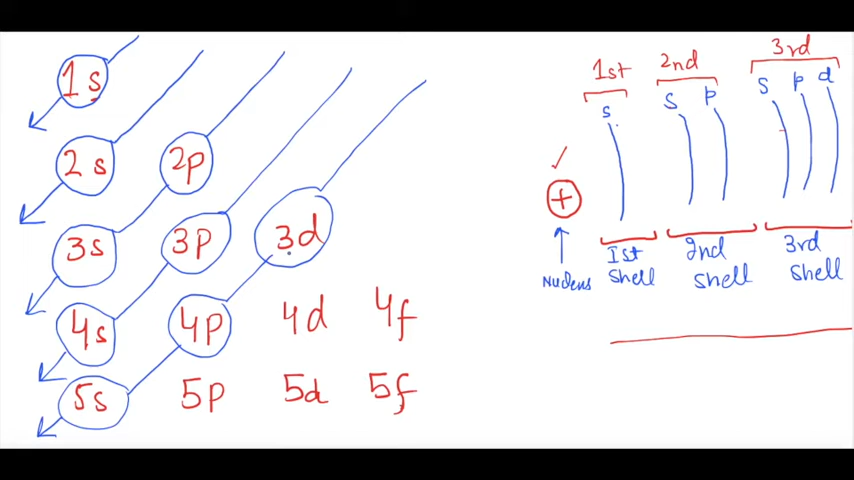 1s
2s 2p
3s 3p 3d
4s 4p 4d 4f
5s 5p 5d 5f
1st 2nd 3rd
s s p s p d
+
Nucleus
Ist shell
2nd shell
3rd shell